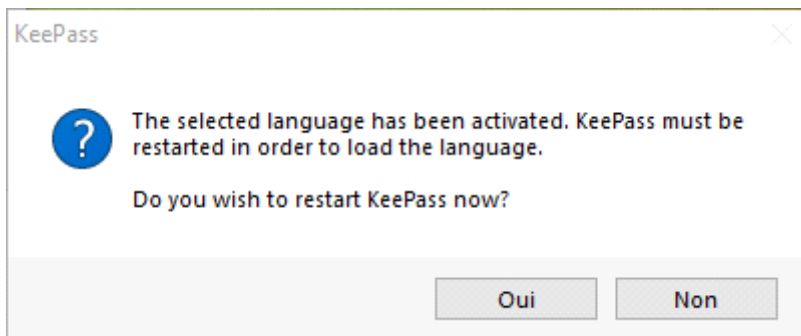 KeePass
The selected language has been activated. KeePass must be
restarted in order to load the language.
Do you wish to restart KeePass now?
Oui
Non